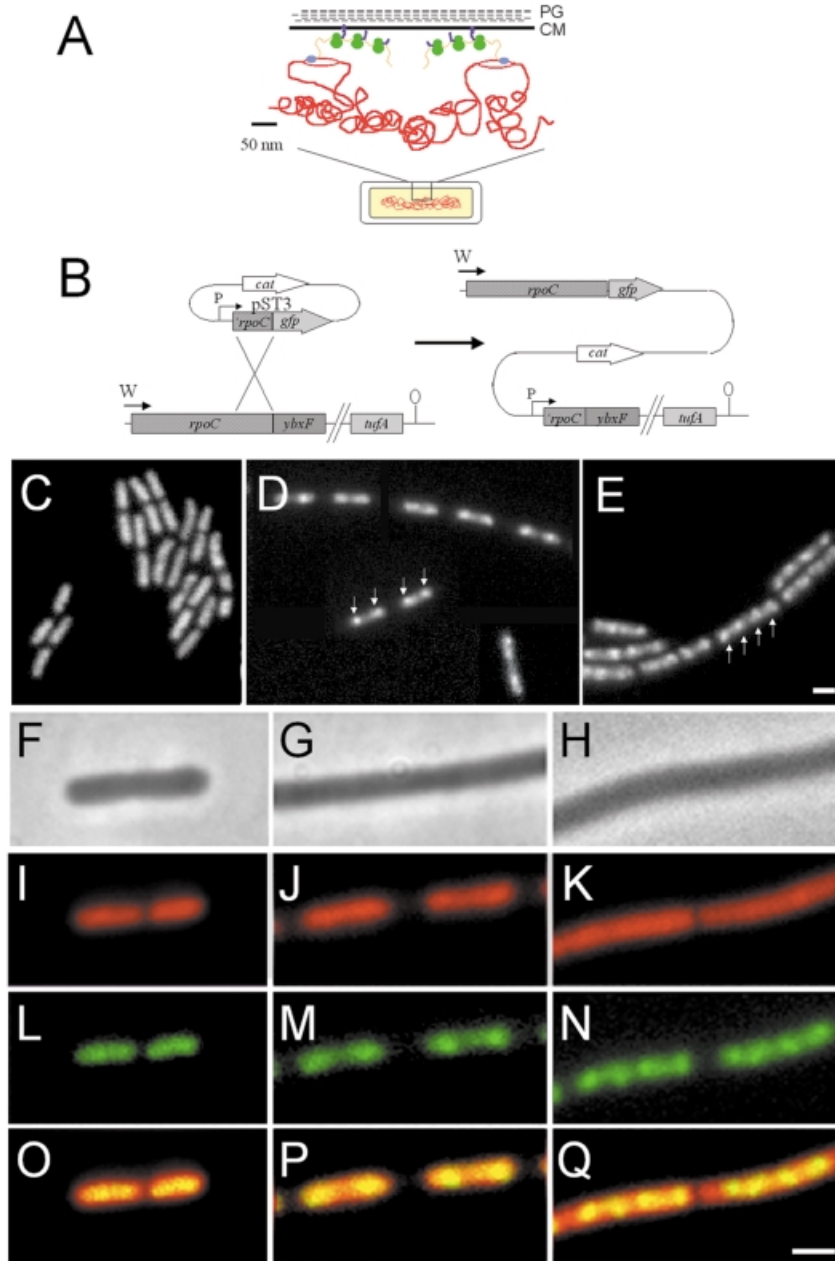 A
PG
CM
50 nm
B
cat
P
pST3
'rpoC gfp
W
rpoC ybxF tufA
W
rpoC gfp
cat
P
'rpoC ybxF tufA
C
D
E
F
G
H
I
J
K
L
M
N
O
P
Q